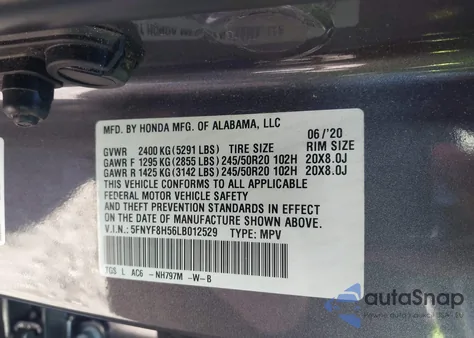 MFD. BY HONDA MFG. OF ALABAMA, LLC 06/'20
GVWR 2400 KG (5291 LBS) TIRE SIZE RIM SIZE
GAWR F 1295 KG (2855 LBS) 245/50R20 102H 20X8.0J
GAWR R 1425 KG (3142 LBS) 245/50R20 102H 20X8.0J
THIS VEHICLE CONFORMS TO ALL APPLICABLE
FEDERAL MOTOR VEHICLE SAFETY
AND THEFT PREVENTION STANDARDS IN EFFECT
ON THE DATE OF MANUFACTURE SHOWN ABOVE.
V.I.N.: 5FNYF8H56LB012529 TYPE: MPV
TGS L AC6 -NH797M -W-B
autoSnap